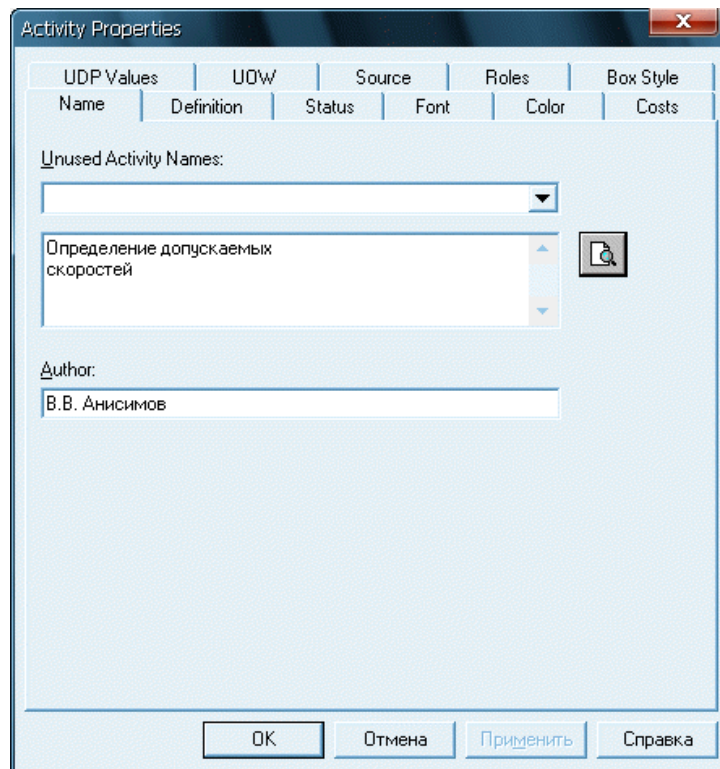 Activity Properties
UDP Values UOW Source Roles Box Style
Name Definition Status Font Color Costs
Unused Activity Names:
Определение допускаемых
скоростей
Author:
В.В. Анисимов
OK Отмена Применить Справка